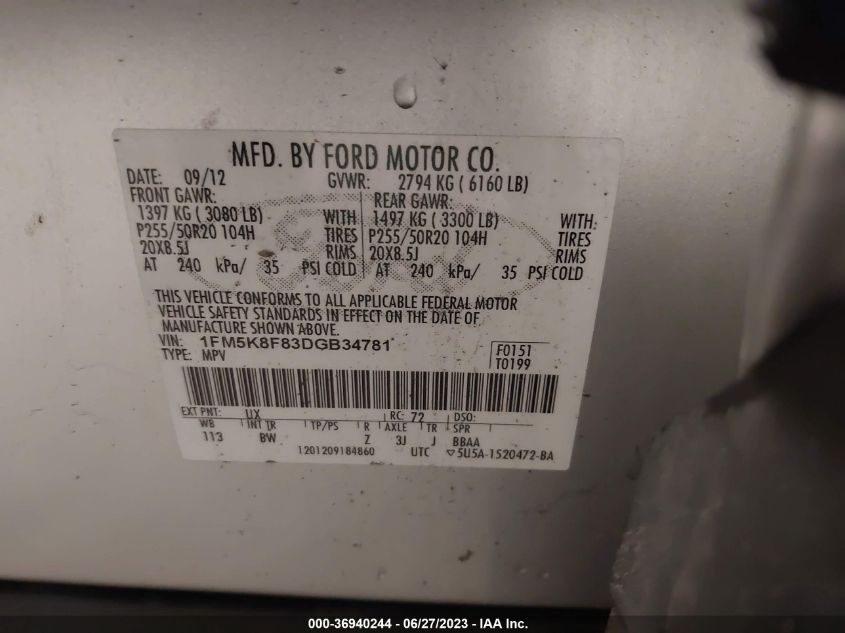 MFD. BY FORD MOTOR CO.
DATE: 09/12 GVWR: 2794 KG ( 6160 LB)
FRONT GAWR: REAR GAWR:
1397 KG ( 3080 LB) WITH 1497 KG ( 3300 LB) WITH:
P255/50R20 104H TIRES P255/50R20 104H TIRES
20X8.5J RIMS 20X8.5J RIMS
AT 240 kPa/ 35 PSI COLD AT 240 kPa/ 35 PSI COLD
THIS VEHICLE CONFORMS TO ALL APPLICABLE FEDERAL MOTOR
VEHICLE SAFETY STANDARDS IN EFFECT ON THE DATE OF
MANUFACTURE SHOWN ABOVE.
VIN: 1FM5K8F83DGB34781 F0151
TYPE: MPV T0199
EXT PNT: UX RC: 72 DSO:
WB INT TR TP/PS R AXLE TR SPR
113 BW Z 3J J BBAA
1201209184860 UTC ▽5U5A-1520472-BA
000-36940244 - 06/27/2023 - IAA Inc.